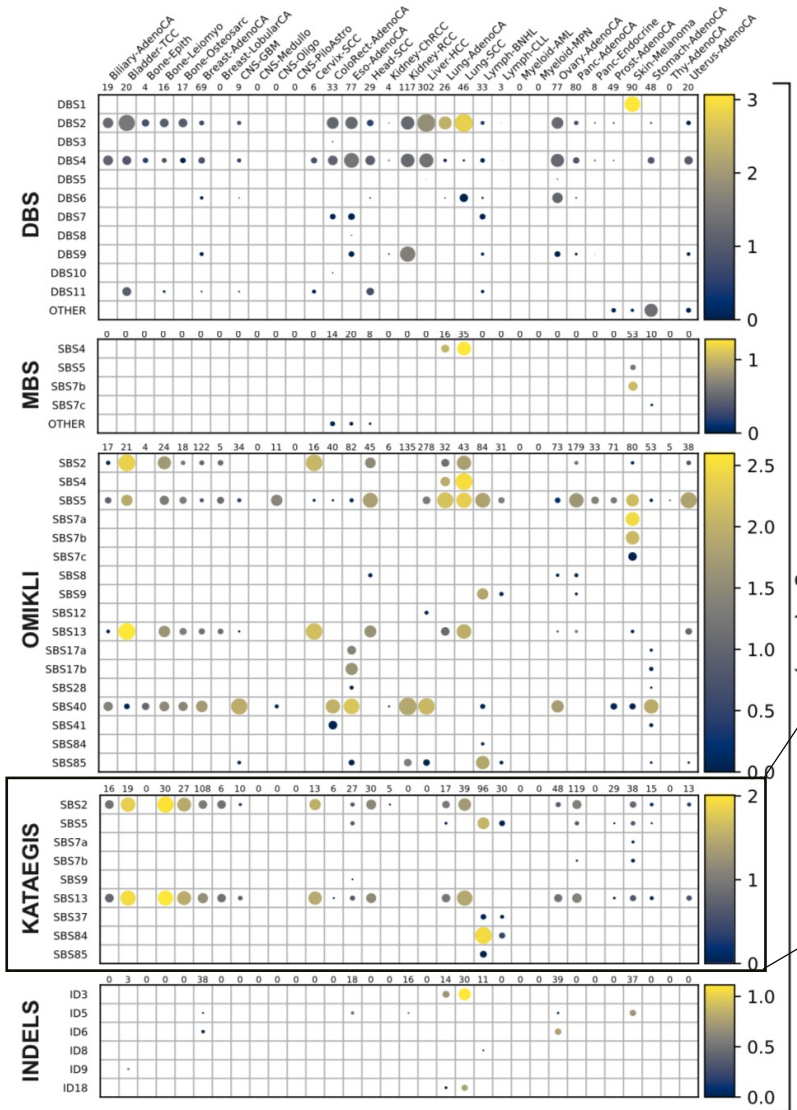 Biliary-AdenoCA
Bladder-TCC
Bone-Epith
Bone-Leiomyo
Bone-Osteosarc
Breast-AdenoCA
Breast-LobularCA
CNS-GBM
CNS-Medullo
CNS-Oligo
CNS-PiloAstro
Cervix-SCC
ColoRect-AdenoCA
Eso-AdenoCA
Head-SCC
Kidney-ChRCC
Kidney-RCC
Liver-HCC
Lung-AdenoCA
Lung-SCC
Lymph-BNHL
Lymph-CLL
Myeloid-AML
Myeloid-MPN
Ovary-AdenoCA
Panc-AdenoCA
Panc-Endocrine
Prost-AdenoCA
Skin-Melanoma
Stomach-AdenoCA
Thy-AdenoCA
Uterus-AdenoCA
19 20 4 16 17 69 0 9 0 0 0 6 33 77 29 4 117 302 26 46 33 3 0 0 77 80 8 49 90 48 0 20
DBS
DBS1
DBS2
DBS3
DBS4
DBS5
DBS6
DBS7
DBS8
DBS9
DBS10
DBS11
OTHER
3
2
1
0
0 0 0 0 0 0 0 0 0 0 0 0 14 20 8 0 0 0 16 35 0 0 0 0 0 0 0 0 53 10 0 0
MBS
SBS4
SBS5
SBS7b
SBS7c
OTHER
1
0
17 21 4 24 18 122 5 34 0 11 0 16 40 82 45 6 135 278 32 43 84 31 0 0 73 179 33 71 80 53 5 38
OMIKLI
SBS2
SBS4
SBS5
SBS7a
SBS7b
SBS7c
SBS8
SBS9
SBS12
SBS13
SBS17a
SBS17b
SBS28
SBS40
SBS41
SBS84
SBS85
2.5
2.0
1.5
1.0
0.5
0.0
16 19 0 30 27 108 6 10 0 0 0 13 6 27 30 5 0 0 17 39 96 30 0 0 48 119 0 29 38 15 0 13
KATAEGIS
SBS2
SBS5
SBS7a
SBS7b
SBS9
SBS13
SBS37
SBS84
SBS85
2
1
0
0 3 0 0 0 38 0 0 0 0 0 0 0 18 0 0 16 0 14 30 11 0 0 0 39 0 0 0 37 0 0 0
INDELS
ID3
ID5
ID6
ID8
ID9
ID18
1.0
0.5
0.0